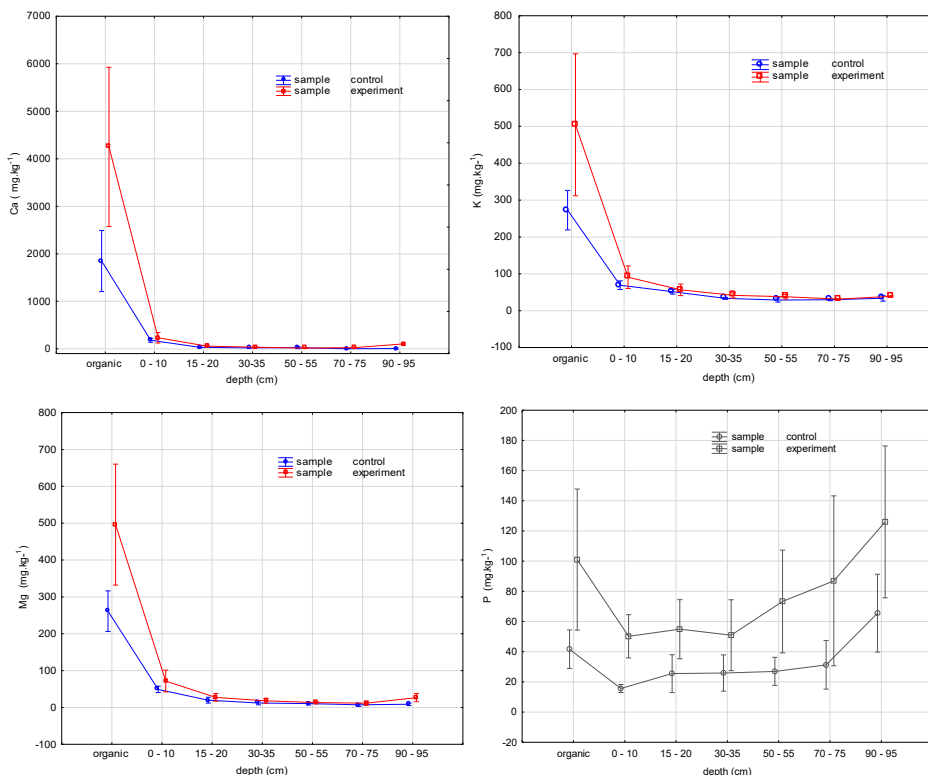 7000
6000
5000
4000
3000
2000
1000
0
Ca ( mg.kg-1)
sample control
sample experiment
organic 0 - 10 15 - 20 30-35 50 - 55 70 - 75 90 - 95
depth (cm)
800
700
600
500
400
300
200
100
0
-100
K (mg.kg-1)
sample control
sample experiment
organic 0 - 10 15 - 20 30-35 50 - 55 70 - 75 90 - 95
depth (cm)
800
700
600
500
400
300
200
100
0
-100
Mg (mg.kg-1)
sample control
sample experiment
organic 0 - 10 15 - 20 30-35 50 - 55 70 - 75 90 - 95
depth (cm)
200
180
160
140
120
100
80
60
40
20
0
-20
P (mg.kg-1)
sample control
sample experiment
organic 0 - 10 15 - 20 30-35 50 - 55 70 - 75 90 - 95
depth (cm)